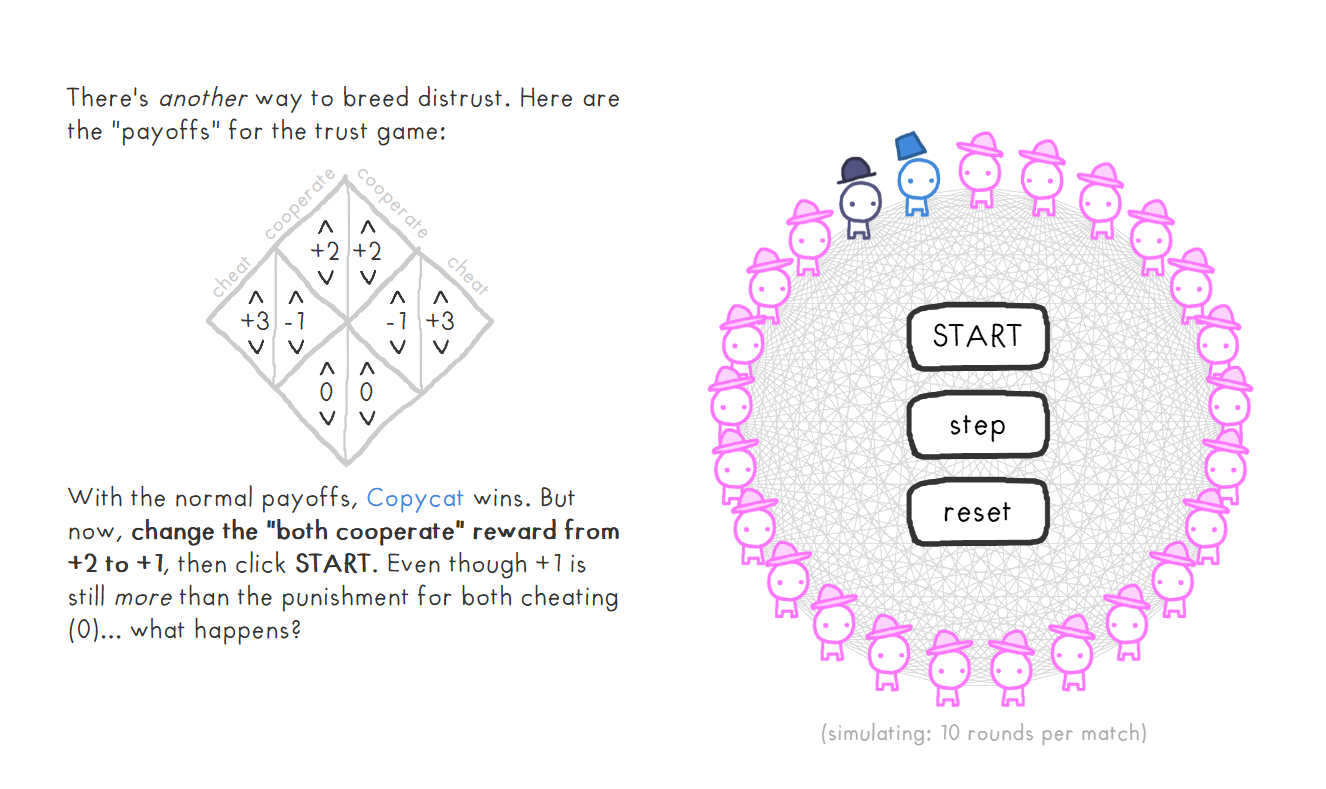 There's another way to breed distrust. Here are
the "payoffs" for the trust game:
cooperate cooperate
+2 +2
cheat cheat
+3 -1 -1 +3
0 0
With the normal payoffs, Copycat wins. But
now, change the "both cooperate" reward from
+2 to +1, then click START. Even though +1 is
still more than the punishment for both cheating
(0)... what happens?
START
step
reset
(simulating: 10 rounds per match)